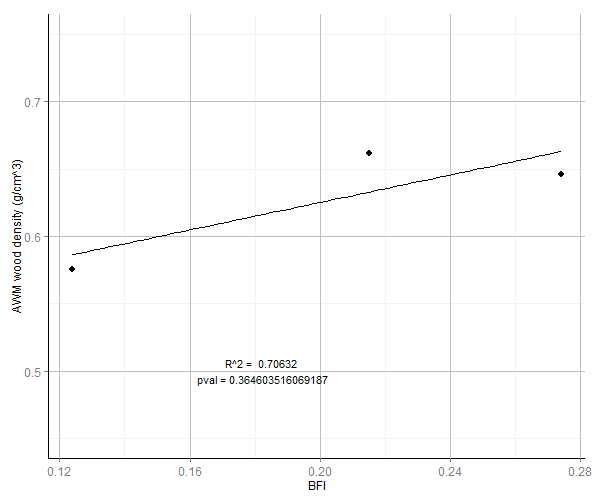 AWM wood density (g/cm^3)
0.7
0.6
0.5
R^2 =  0.70632
pval = 0.364603516069187
0.12 0.16 0.20 0.24 0.28
BFI